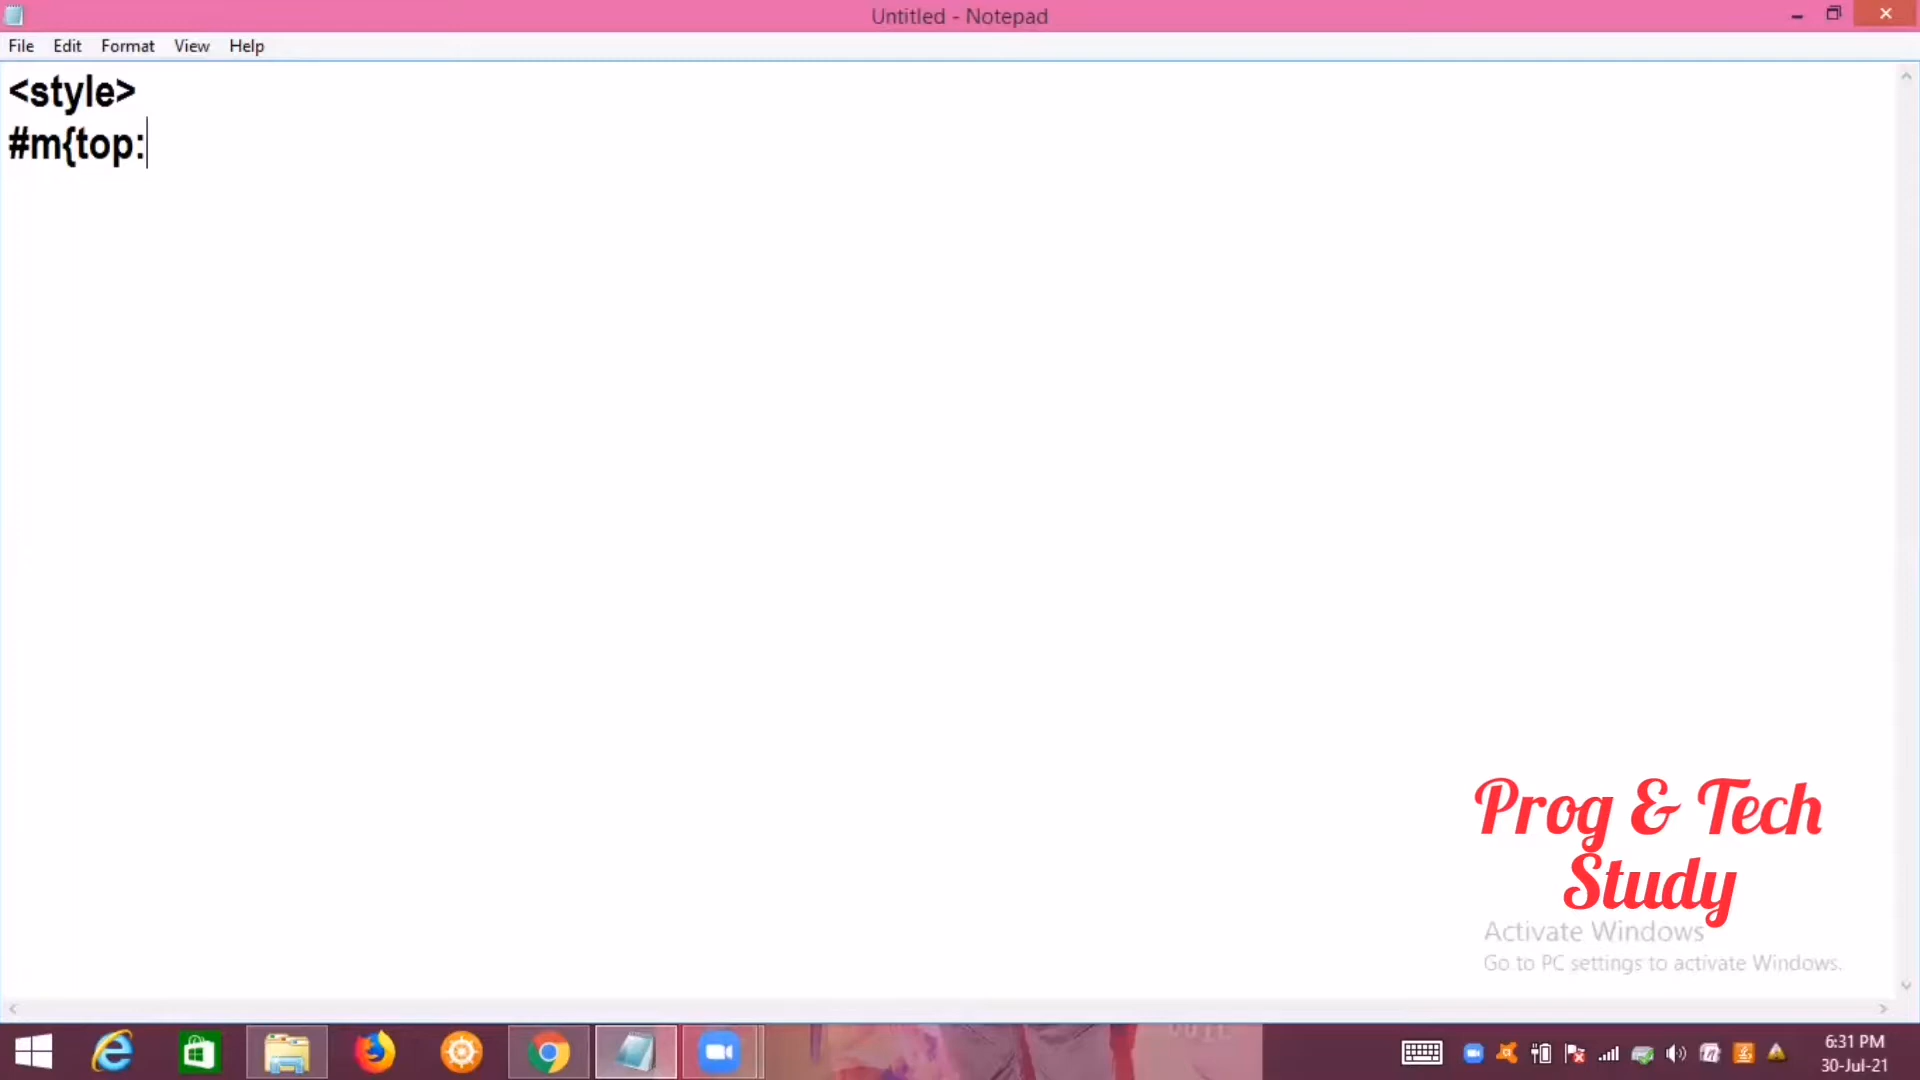 Untitled - Notepad
File Edit Format View Help
<style>
#m{top:
Prog & Tech
Study
Activate Windows
Go to PC settings to activate Windows.
6:31 PM
30-Jul-21